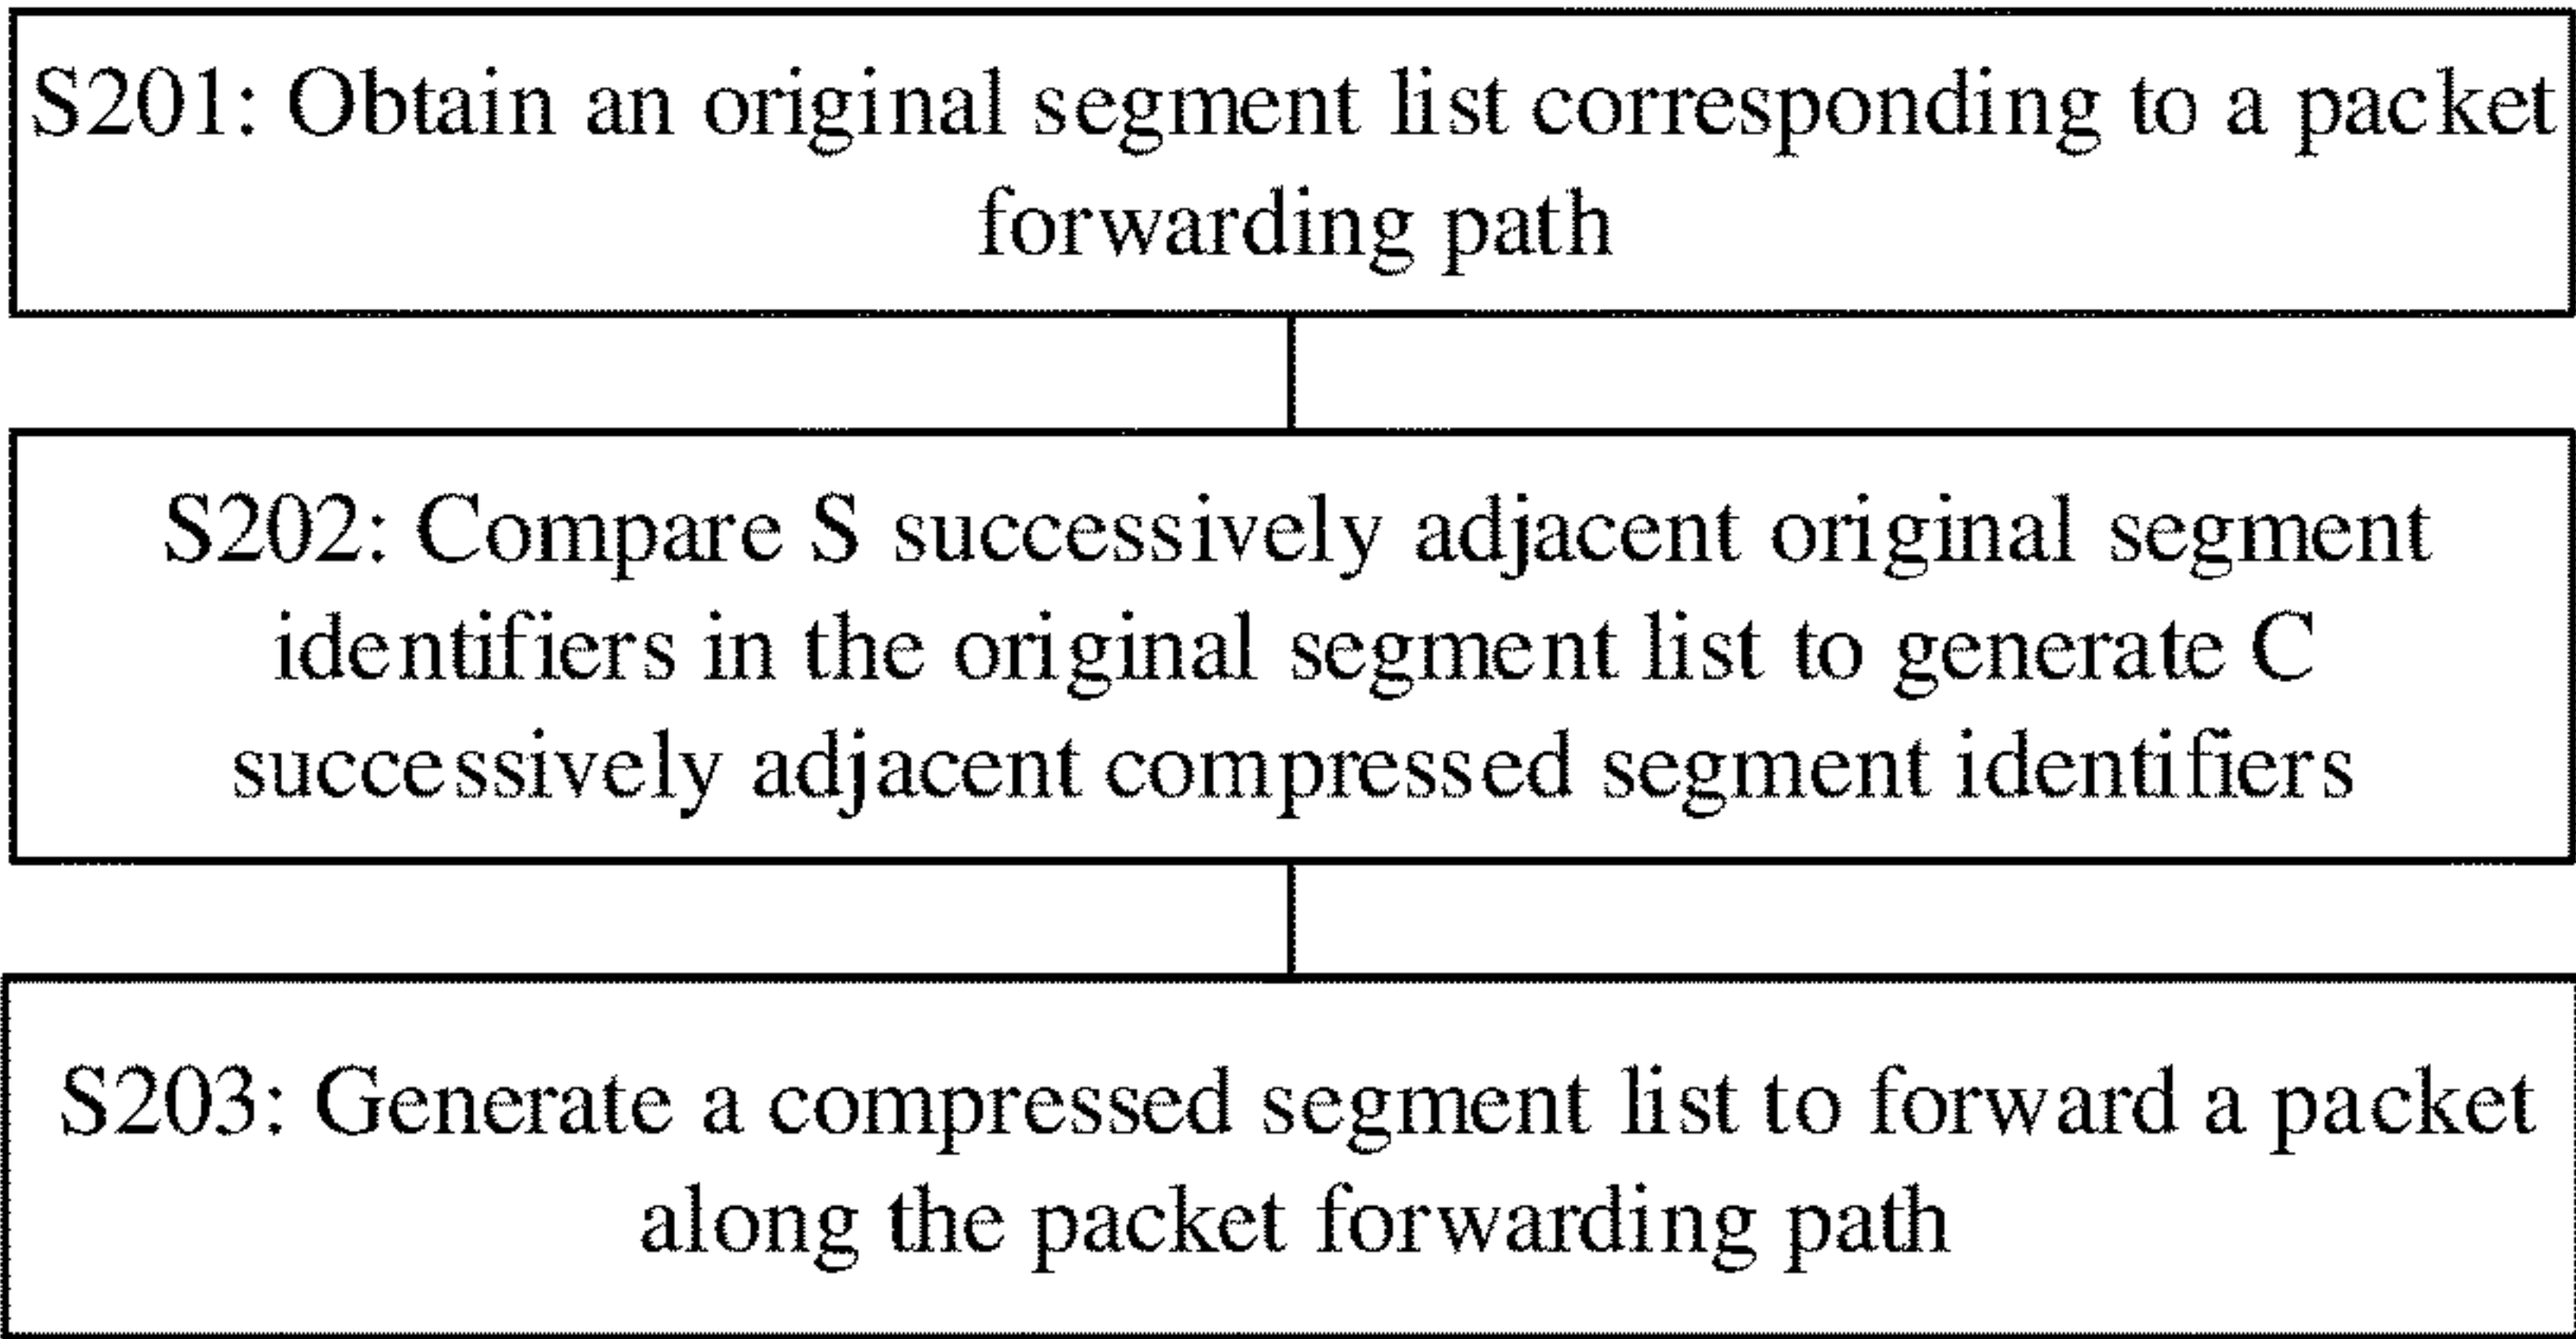 S201: Obtain an original segment list corresponding to a packet
forwarding path
S202: Compare S successively adjacent original segment
identifiers in the original segment list to generate C
successively adjacent compressed segment identifiers
S203: Generate a compressed segment list to forward a packet
along the packet forwarding path